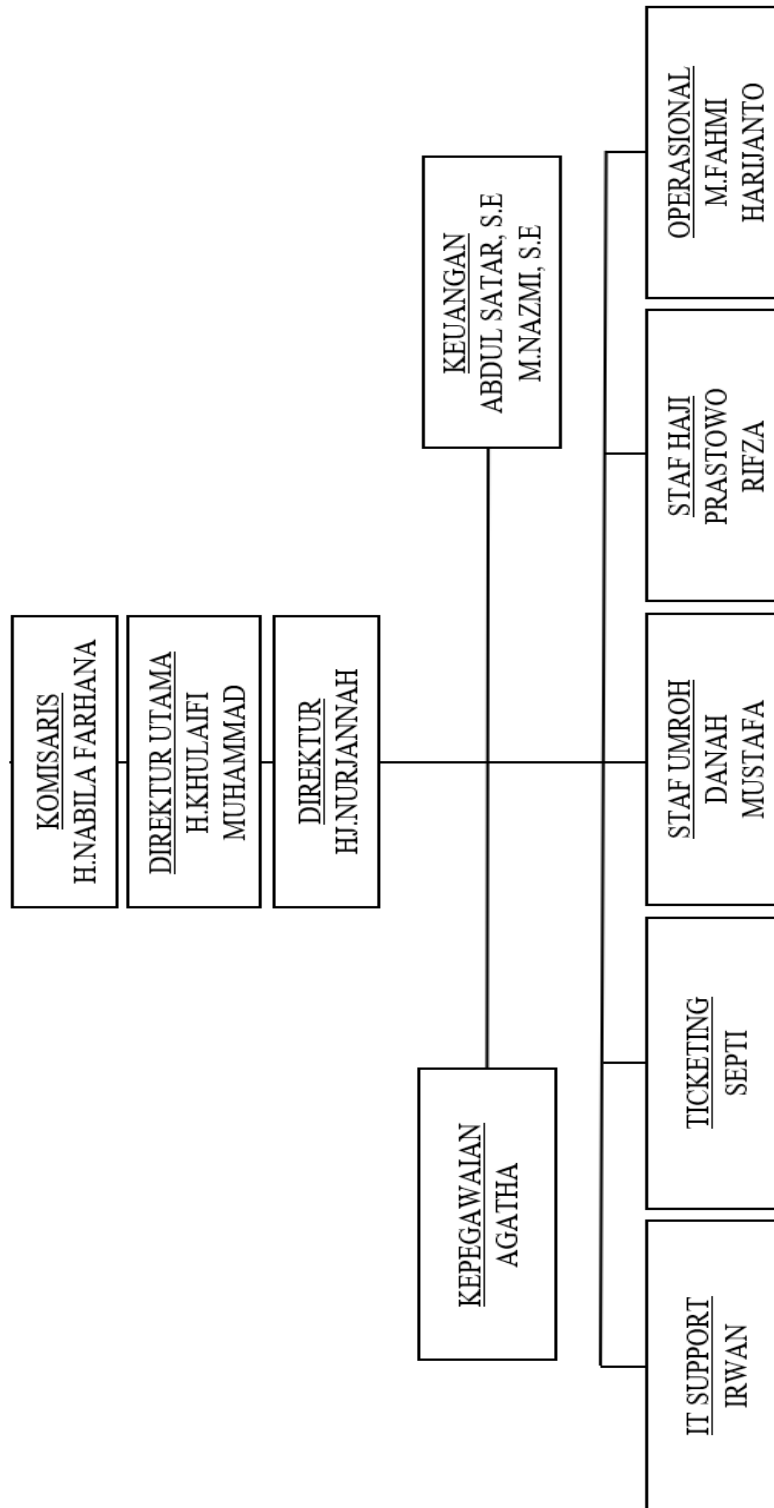 KOMISARIS
H.NABILA FARHANA
DIREKTUR UTAMA
H.KHULAIFI
MUHAMMAD
DIREKTUR
HJ.NURJANNAH
KEPEGAWAIAN
AGATHA
KEUANGAN
ABDUL SATAR, S.E
M.NAZMI, S.E
IT SUPPORT
IRWAN
TICKETING
SEPTI
STAF UMROH
DANAH
MUSTAFA
STAF HAJI
PRASTOWO
RIFZA
OPERASIONAL
M.FAHMI
HARIJANTO